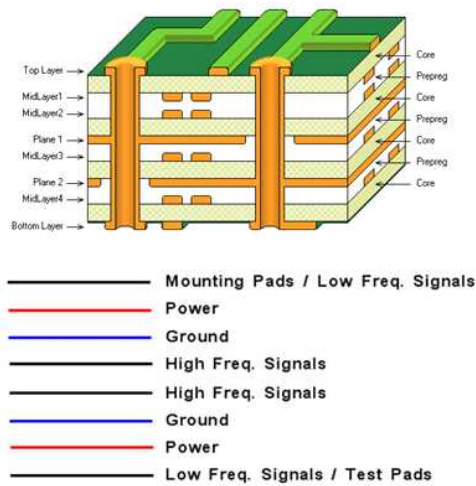 Top Layer
MidLayer1
MidLayer2
Plane 1
MidLayer3
Plane 2
MidLayer4
Bottom Layer
Core
Prepreg
Core
Prepreg
Core
Prepreg
Core
Mounting Pads / Low Freq. Signals
Power
Ground
High Freq. Signals
High Freq. Signals
Ground
Power
Low Freq. Signals / Test Pads